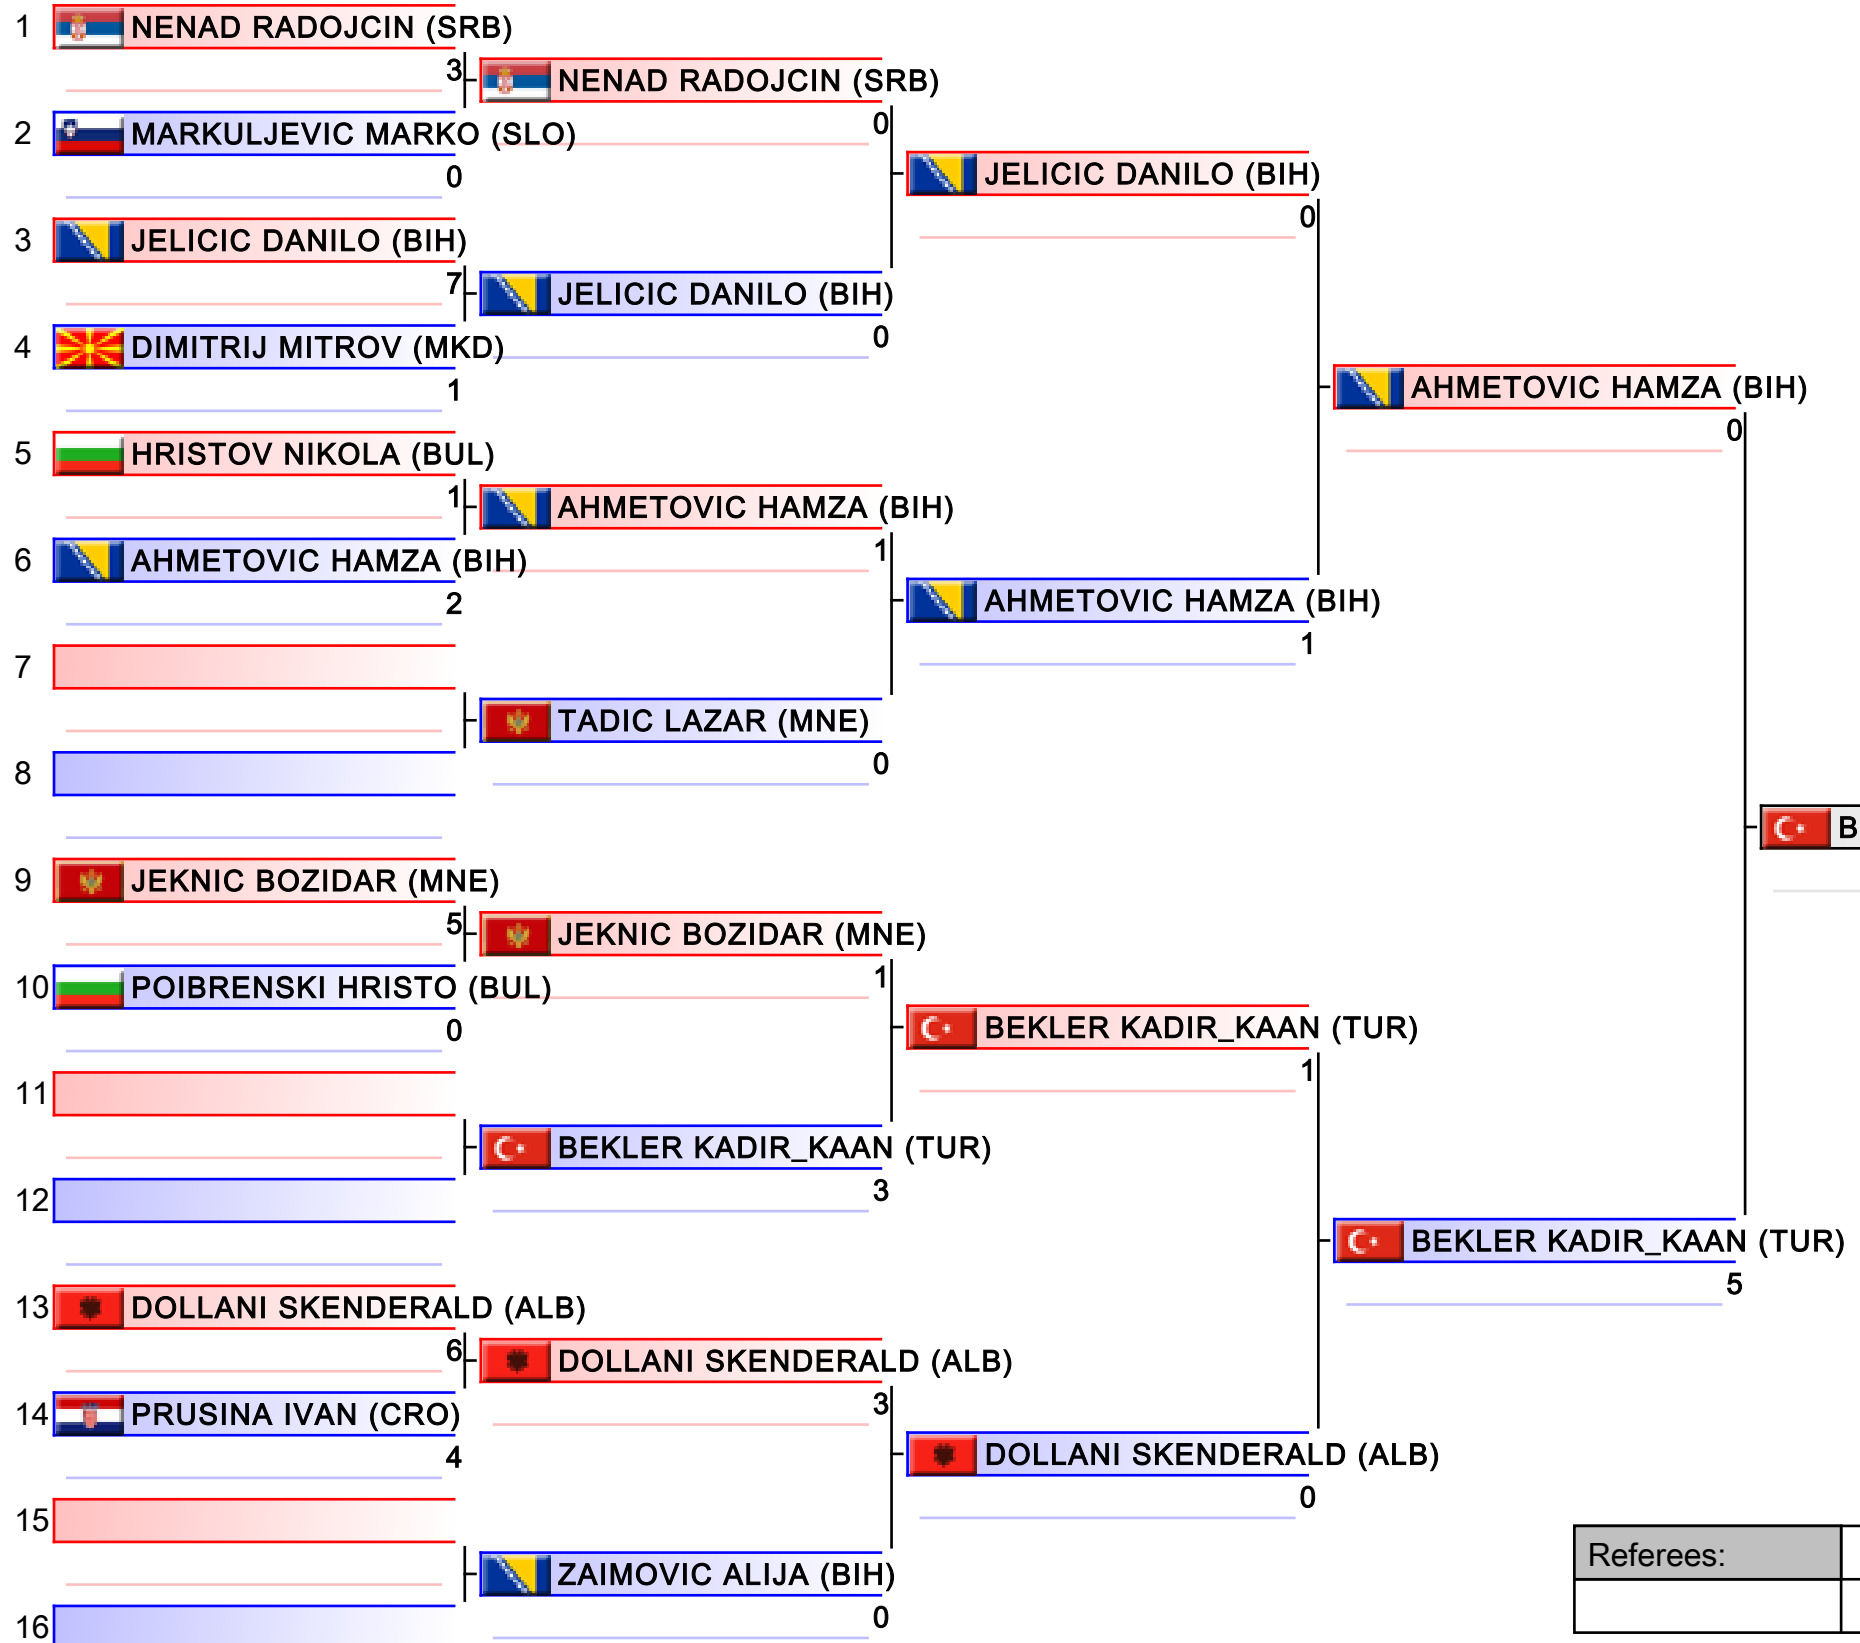 1 NENAD RADOJCIN (SRB)
3 NENAD RADOJCIN (SRB)
0
2 MARKULJEVIC MARKO (SLO)
0
JELICIC DANILO (BIH)
0
3 JELICIC DANILO (BIH)
7 JELICIC DANILO (BIH)
0
4 DIMITRIJ MITROV (MKD)
1
AHMETOVIC HAMZA (BIH)
0
5 HRISTOV NIKOLA (BUL)
1 AHMETOVIC HAMZA (BIH)
1
6 AHMETOVIC HAMZA (BIH)
2
AHMETOVIC HAMZA (BIH)
1
7
TADIC LAZAR (MNE)
0
8
B
9 JEKNIC BOZIDAR (MNE)
5 JEKNIC BOZIDAR (MNE)
1
10 POIBRENSKI HRISTO (BUL)
0
BEKLER KADIR_KAAN (TUR)
1
11
BEKLER KADIR_KAAN (TUR)
3
12
BEKLER KADIR_KAAN (TUR)
5
13 DOLLANI SKENDERALD (ALB)
6 DOLLANI SKENDERALD (ALB)
3
14 PRUSINA IVAN (CRO)
4
DOLLANI SKENDERALD (ALB)
0
15
Referees:
ZAIMOVIC ALIJA (BIH)
0
16